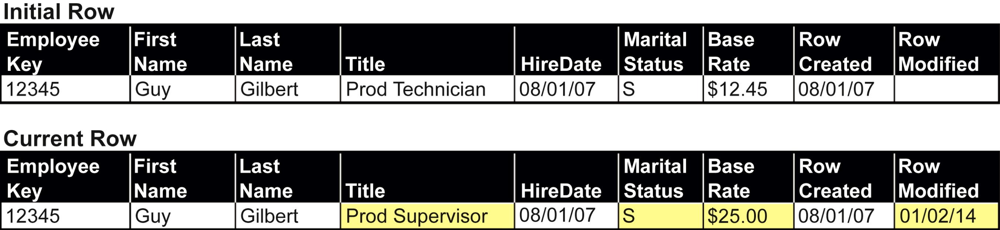 Initial Row
Employee Key First Name Last Name Title HireDate Marital Status Base Rate Row Created Row Modified
12345 Guy Gilbert Prod Technician 08/01/07 S $12.45 08/01/07
Current Row
Employee Key First Name Last Name Title HireDate Marital Status Base Rate Row Created Row Modified
12345 Guy Gilbert Prod Supervisor 08/01/07 S $25.00 08/01/07 01/02/14